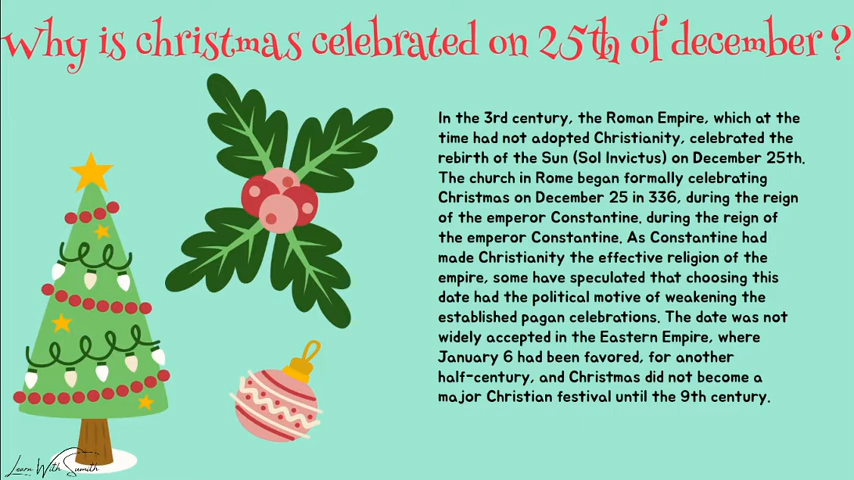 Why is christmas celebrated on 25th of december ?
In the 3rd century, the Roman Empire, which at the
time had not adopted Christianity, celebrated the
rebirth of the Sun (Sol Invictus) on December 25th.
The church in Rome began formally celebrating
Christmas on December 25 in 336, during the reign
of the emperor Constantine. during the reign of
the emperor Constantine. As Constantine had
made Christianity the effective religion of the
empire, some have speculated that choosing this
date had the political motive of weakening the
established pagan celebrations. The date was not
widely accepted in the Eastern Empire, where
January 6 had been favored, for another
half-century, and Christmas did not become a
major Christian festival until the 9th century.
Learn With Sumith